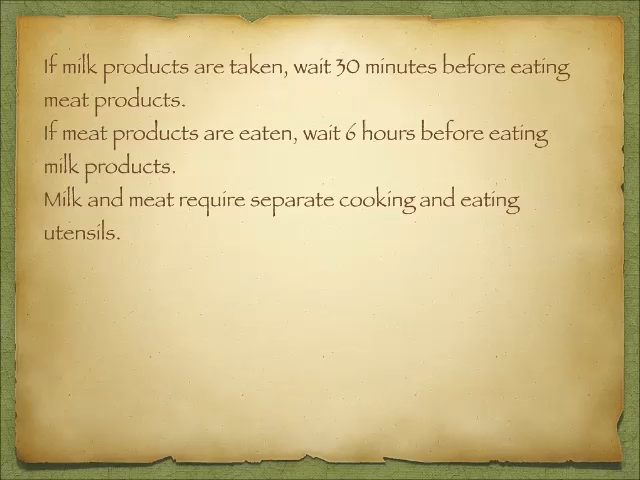 If milk products are taken, wait 30 minutes before eating
meat products.
If meat products are eaten, wait 6 hours before eating
milk products.
Milk and meat require separate cooking and eating
utensils.